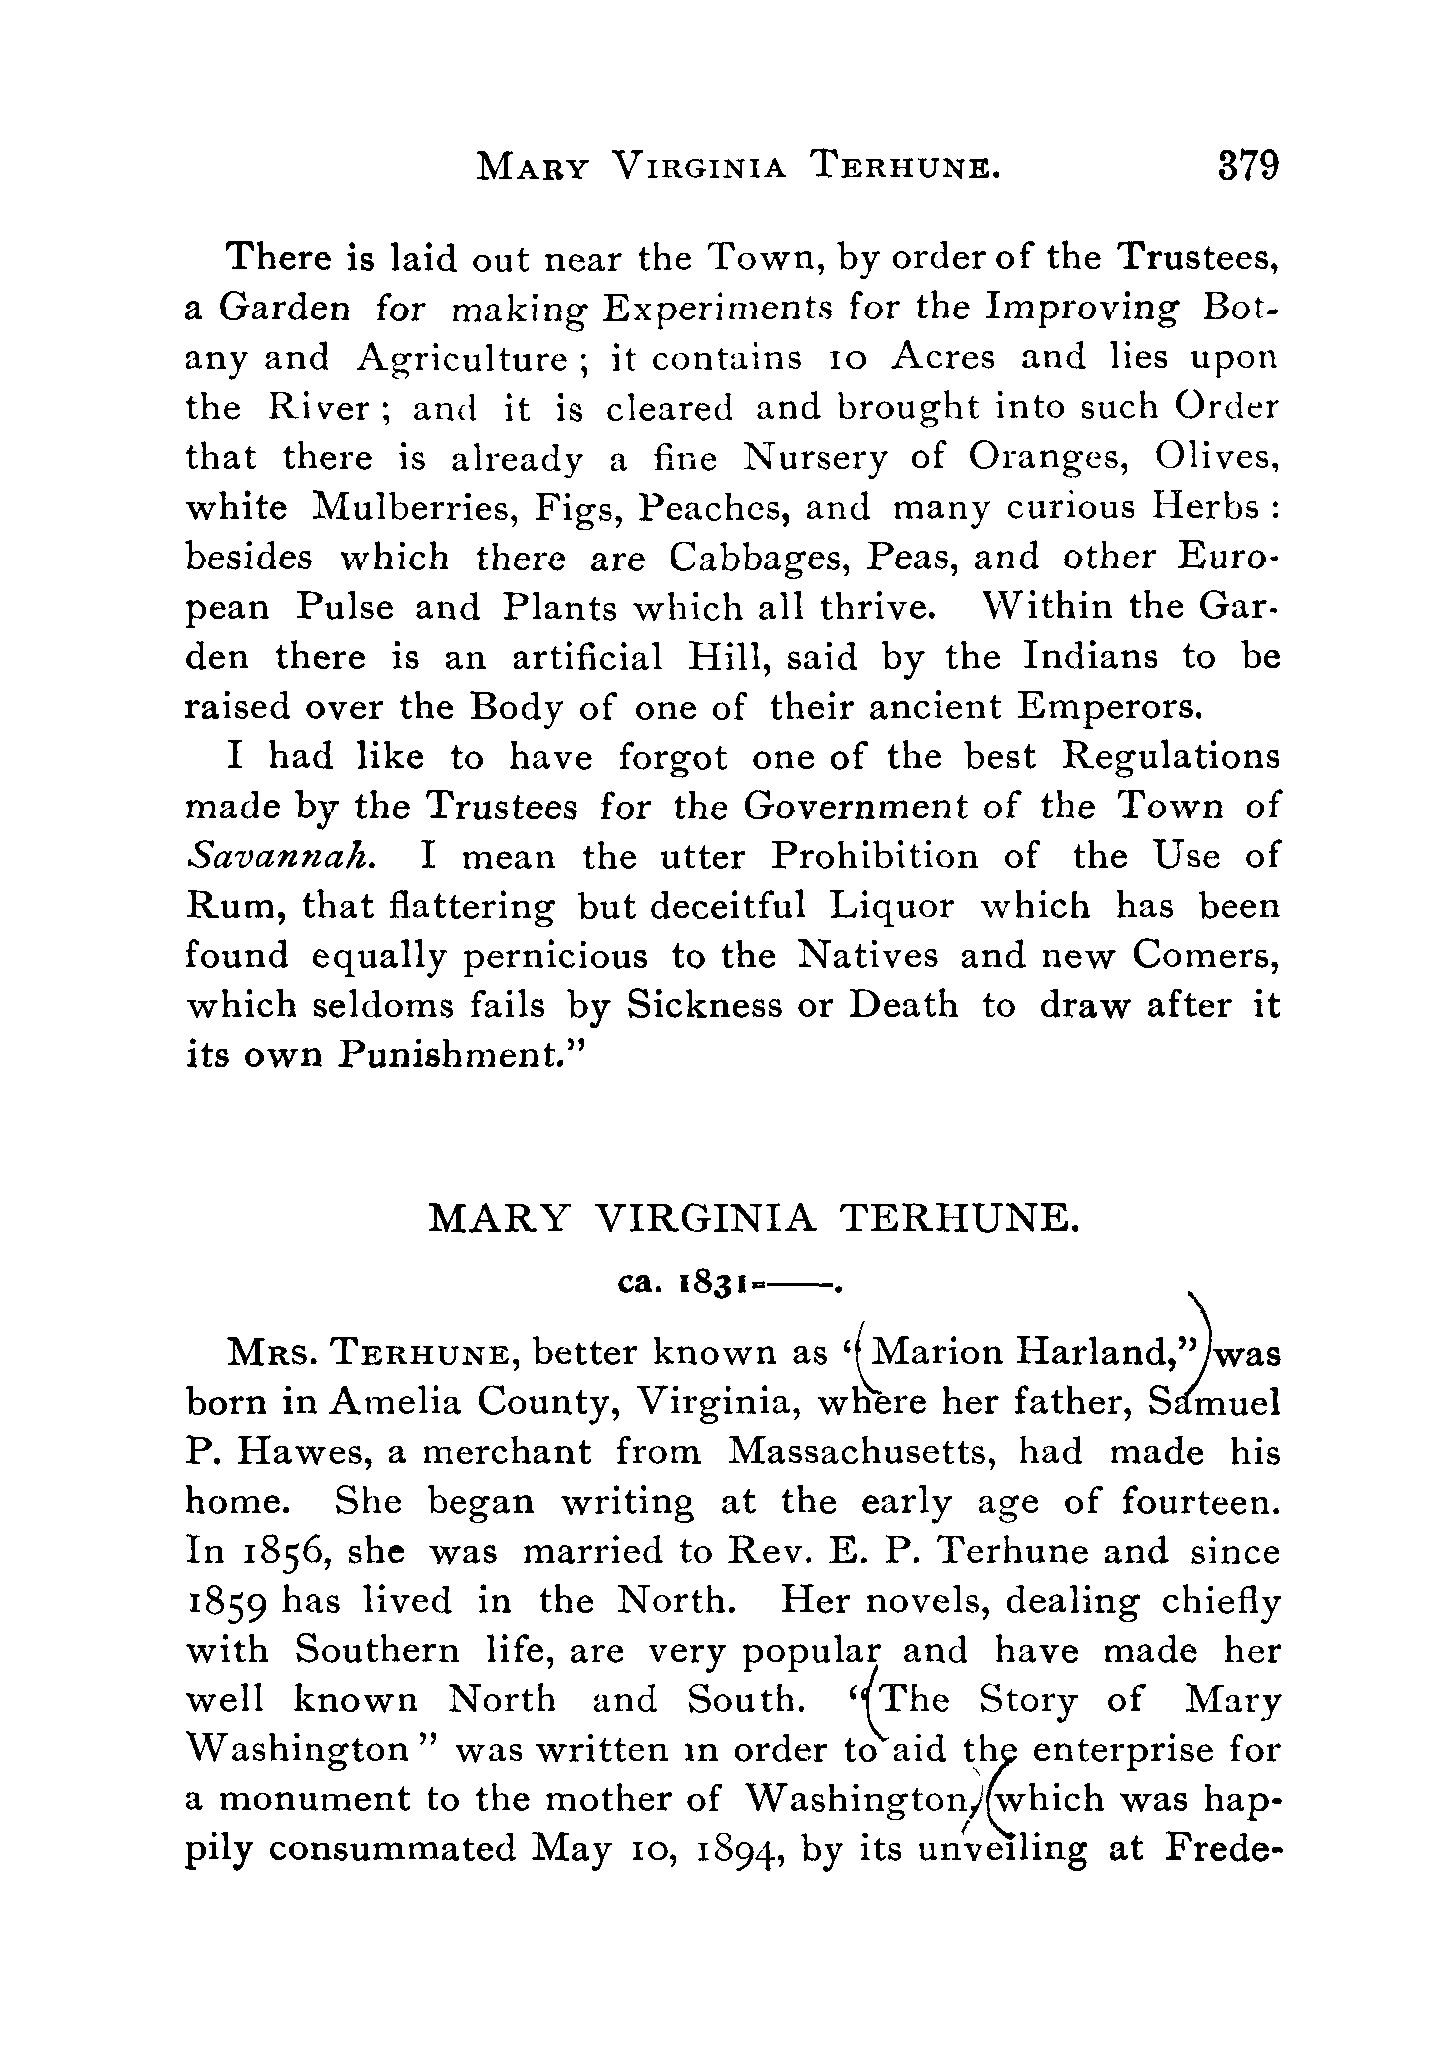 MARY VIRGINIA TERHUNE. 379
There is laid out near the Town, by order of the Trustees,
a Garden for making Experiments for the Improving Bot-
any and Agriculture ; it contains 10 Acres and lies upon
the River ; and it is cleared and brought into such Order
that there is already a fine Nursery of Oranges, Olives,
white Mulberries, Figs, Peaches, and many curious Herbs :
besides which there are Cabbages, Peas, and other Euro-
pean Pulse and Plants which all thrive. Within the Gar-
den there is an artificial Hill, said by the Indians to be
raised over the Body of one of their ancient Emperors.
I had like to have forgot one of the best Regulations
made by the Trustees for the Government of the Town of
Savannah. I mean the utter Prohibition of the Use of
Rum, that flattering but deceitful Liquor which has been
found equally pernicious to the Natives and new Comers,
which seldoms fails by Sickness or Death to draw after it
its own Punishment.”
MARY VIRGINIA TERHUNE.
ca. 1831-——.
MRS. TERHUNE, better known as “Marion Harland,” was
born in Amelia County, Virginia, where her father, Samuel
P. Hawes, a merchant from Massachusetts, had made his
home. She began writing at the early age of fourteen.
In 1856, she was married to Rev. E. P. Terhune and since
1859 has lived in the North. Her novels, dealing chiefly
with Southern life, are very popular and have made her
well known North and South. “The Story of Mary
Washington ” was written in order to aid the enterprise for
a monument to the mother of Washington, which was hap-
pily consummated May 10, 1894, by its unveiling at Frede-